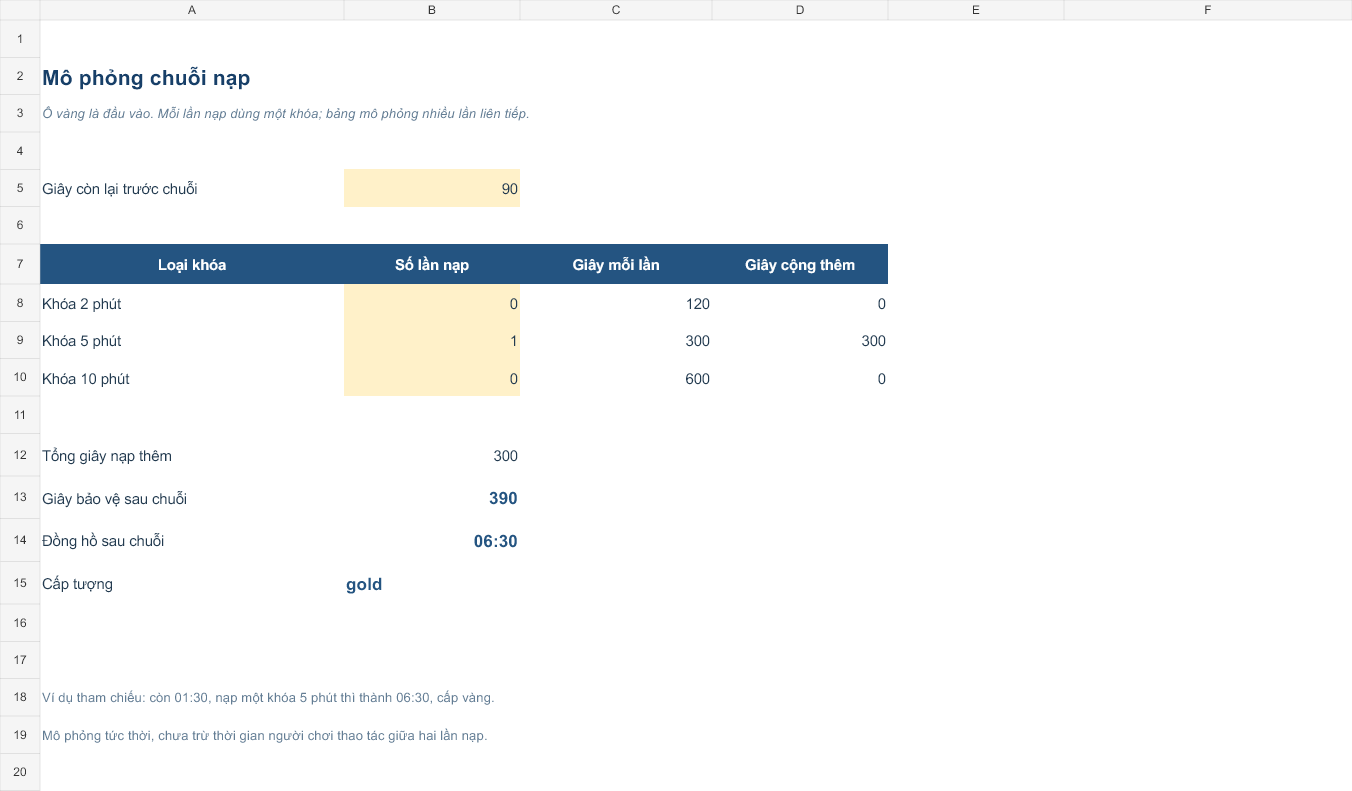 A B C D E F
1
2 Mô phỏng chuỗi nạp
3 Ô vàng là đầu vào. Mỗi lần nạp dùng một khóa; bảng mô phỏng nhiều lần liên tiếp.
4
5 Giây còn lại trước chuỗi 90
6
7 Loại khóa Số lần nạp Giây mỗi lần Giây cộng thêm
8 Khóa 2 phút 0 120 0
9 Khóa 5 phút 1 300 300
10 Khóa 10 phút 0 600 0
11
12 Tổng giây nạp thêm 300
13 Giây bảo vệ sau chuỗi 390
14 Đồng hồ sau chuỗi 06:30
15 Cấp tượng gold
16
17
18 Ví dụ tham chiếu: còn 01:30, nạp một khóa 5 phút thì thành 06:30, cấp vàng.
19 Mô phỏng tức thời, chưa trừ thời gian người chơi thao tác giữa hai lần nạp.
20